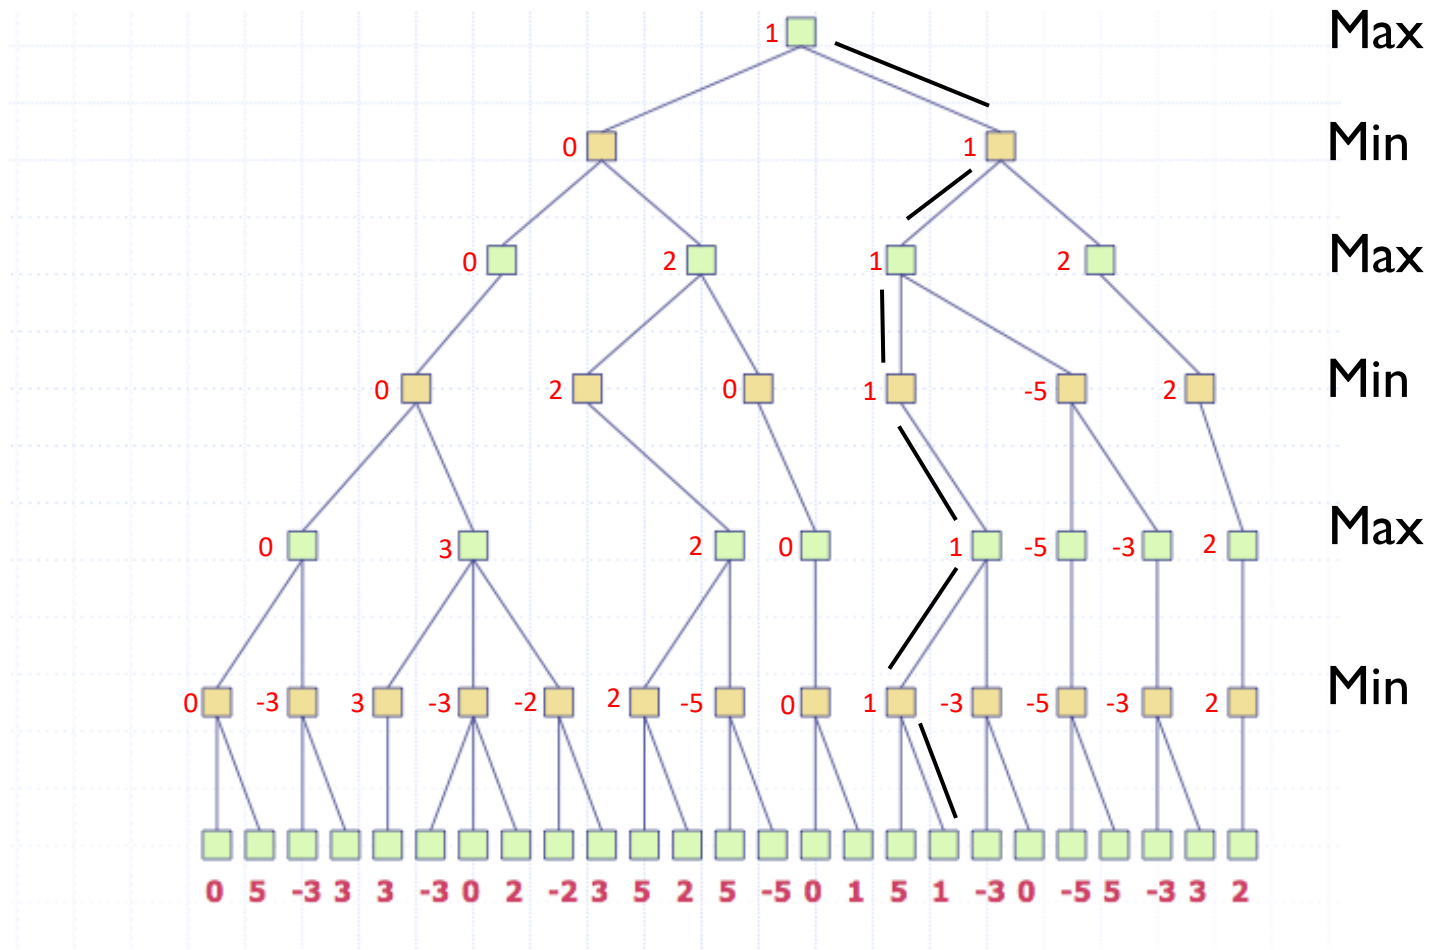 1 Max
0 1 Min
0 2 1 2 Max
0 2 0 1 -5 2 Min
0 3 2 0 1 -5 -3 2 Max
0 -3 3 -3 -2 2 -5 0 1 -3 -5 -3 2 Min
0 5 -3 3 3 -3 0 2 -2 3 5 2 5 -5 0 1 5 1 -3 0 -5 5 -3 3 2